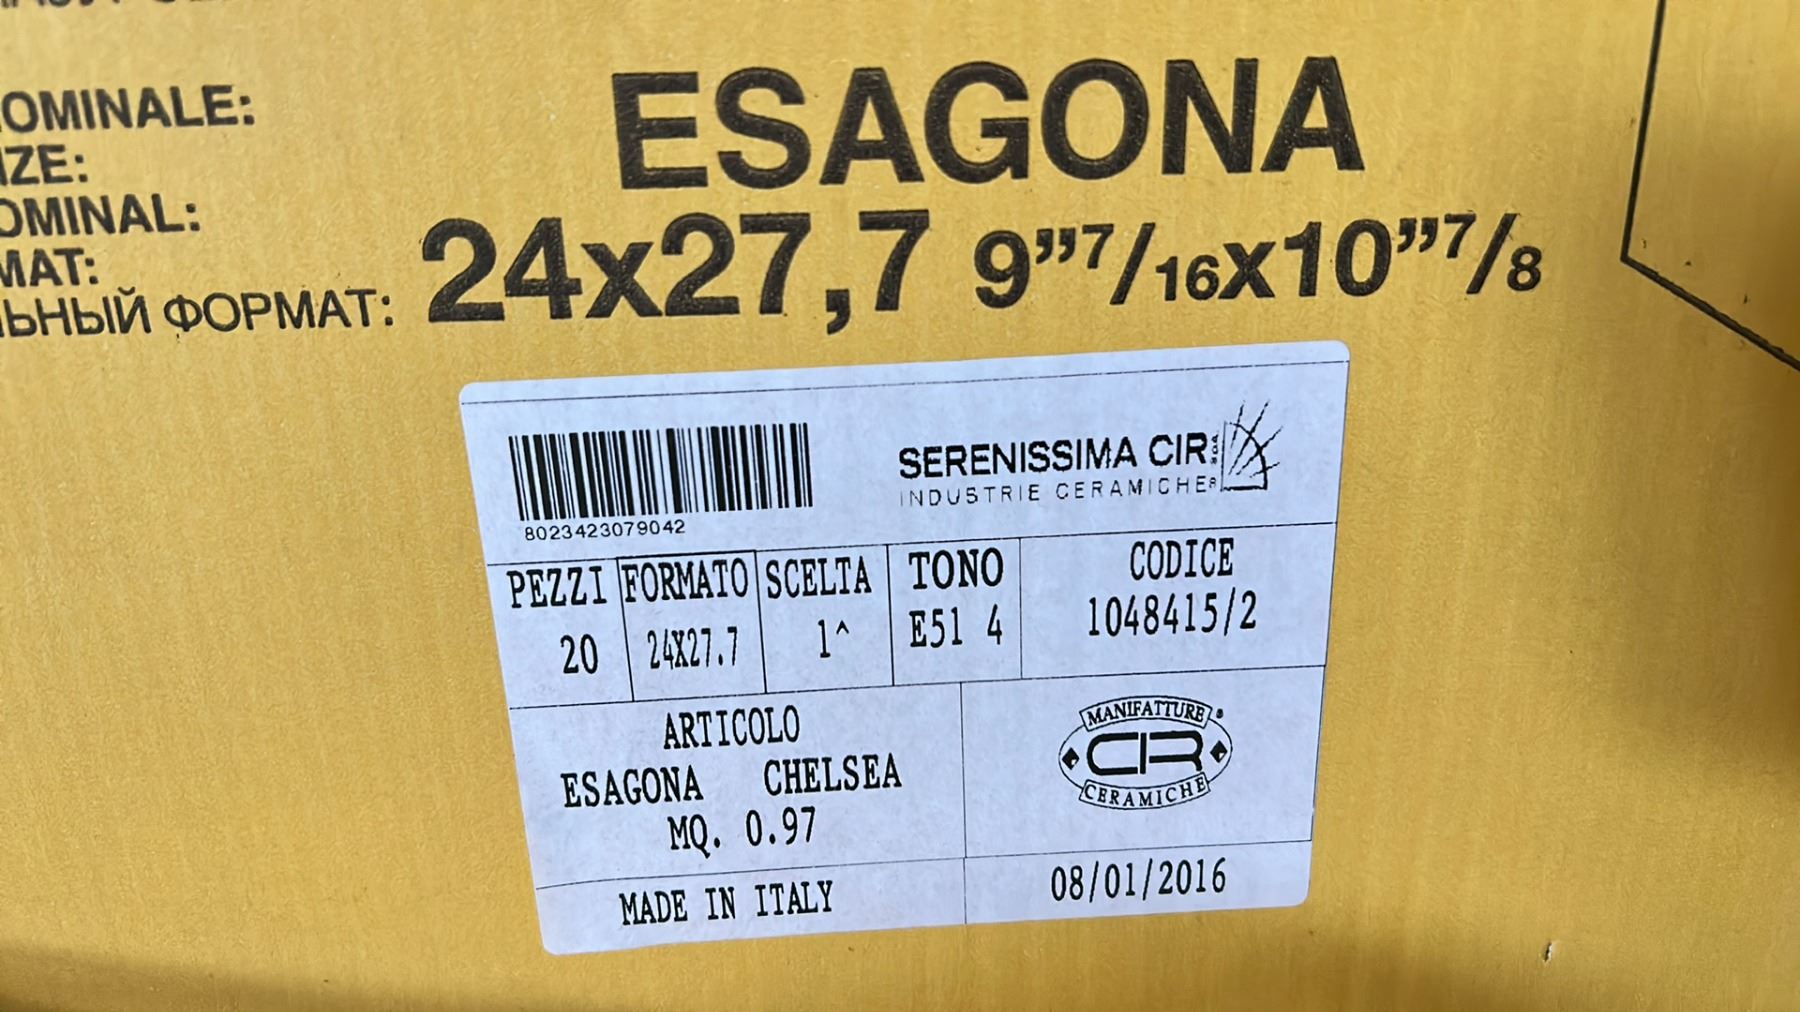 OMINALE:
IZE:
OMINAL:
MAT:
ЬНЫЙ ФОРМАТ:
ESAGONA
24x27,7 9”7/16x10”7/8
8023423079042
SERENISSIMA CIR
INDUSTRIE CERAMICHE
PEZZI FORMATO SCELTA TONO CODICE
20 24X27.7 1^ E51 4 1048415/2
ARTICOLO
ESAGONA CHELSEA
MQ. 0.97
MANIFATTURE®
CIR
CERAMICHE
MADE IN ITALY
08/01/2016